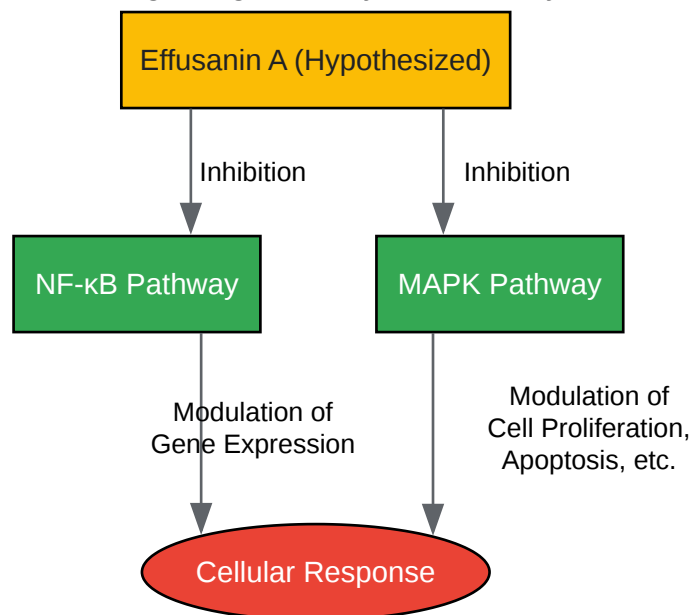 Effusanin A (Hypothesized)
Inhibition
Inhibition
NF-κB Pathway
MAPK Pathway
Modulation of
Gene Expression
Modulation of
Cell Proliferation,
Apoptosis, etc.
Cellular Response